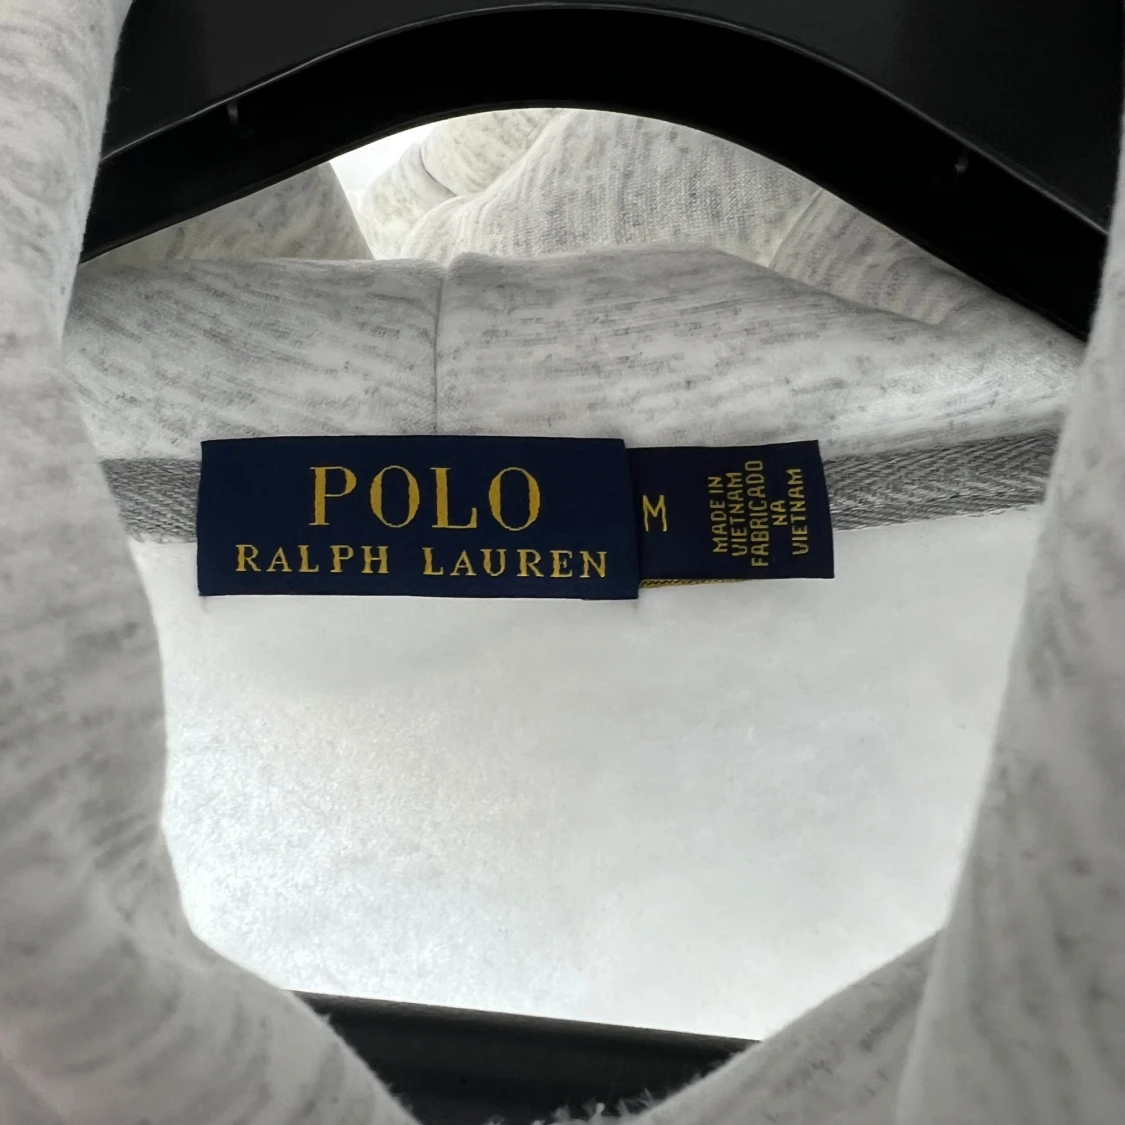 POLO
RALPH LAUREN
M
MADE IN
VIETNAM
FABRICADO
NA
VIETNAM